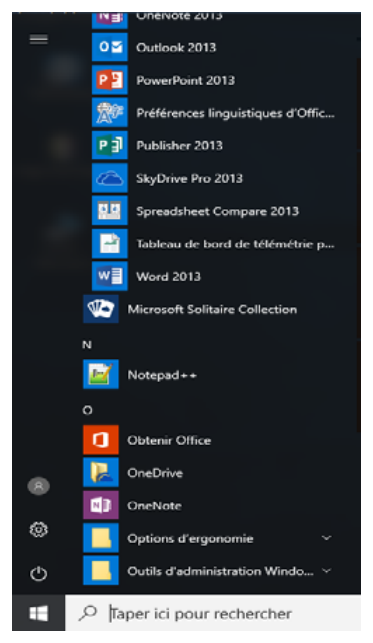 OneNote 2013
Outlook 2013
PowerPoint 2013
Préférences linguistiques d'Offic...
Publisher 2013
SkyDrive Pro 2013
Spreadsheet Compare 2013
Tableau de bord de télémétrie p...
Word 2013
Microsoft Solitaire Collection
N
Notepad++
O
Obtenir Office
OneDrive
OneNote
Options d'ergonomie
Outils d'administration Windo...
Taper ici pour rechercher